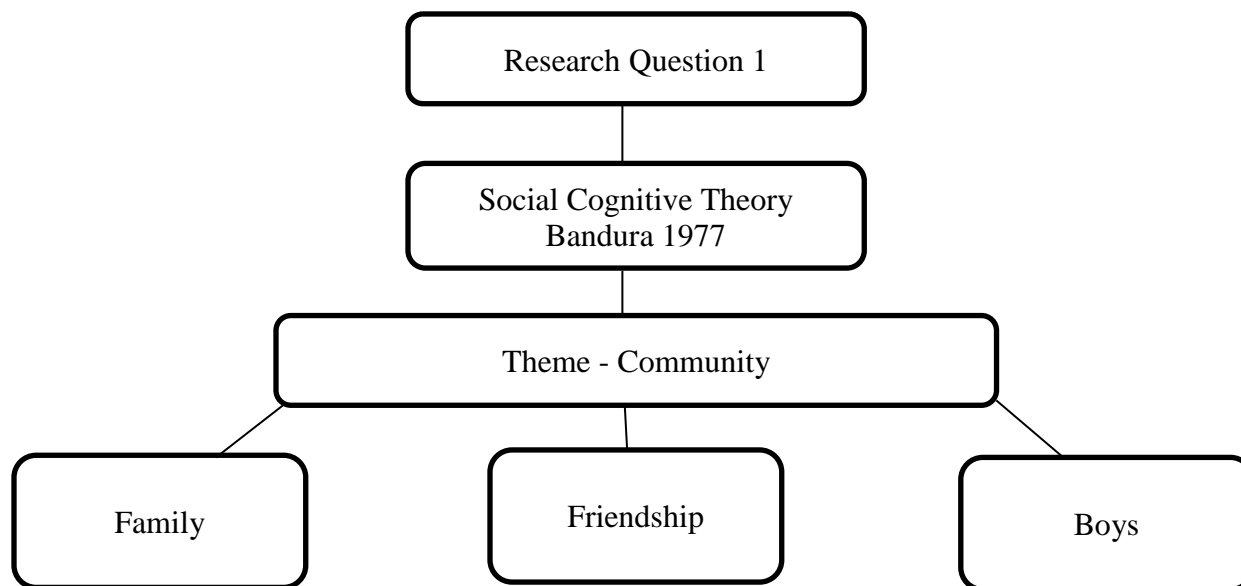 Research Question 1
Social Cognitive Theory
Bandura 1977
Theme - Community
Family
Friendship
Boys